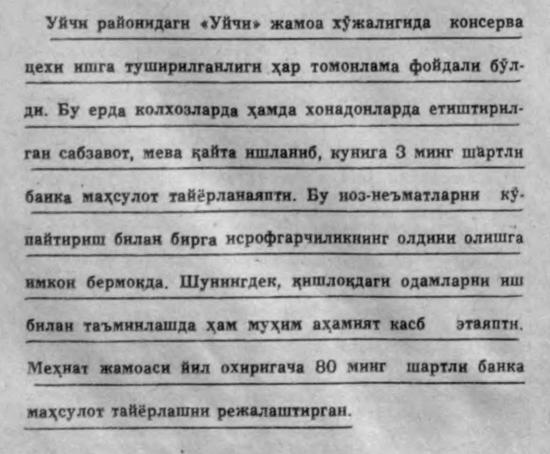 Уйчи районидаги «Уйчи» жамоа хўжалигида консерва
цехи ишга туширилганлиги ҳар томонлама фойдали бўл-
ди. Бу ерда колхозларда ҳамда хонадонларда етиштирил-
ган сабзавот, мева қайта ишланиб, кунига 3 минг шартли
банка маҳсулот тайёрланаяпти. Бу ноз-неъматларни кў-
пайтириш билан бирга исрофгарчиликнинг олдини олишга
имкон бермоқда. Шунингдек, қишлоқдаги одамларни иш
билан таъминлашда ҳам муҳим аҳамият касб этаяпти.
Меҳнат жамоаси йил охиригача 80 минг шартли банка
маҳсулот тайёрлашни режалаштирган.